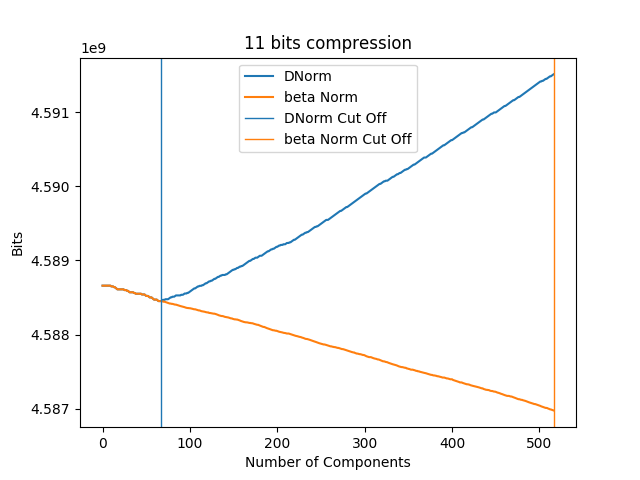 11 bits compression
1e9
DNorm
beta Norm
DNorm Cut Off
beta Norm Cut Off
4.591
4.590
4.589
4.588
4.587
Bits
0 100 200 300 400 500
Number of Components